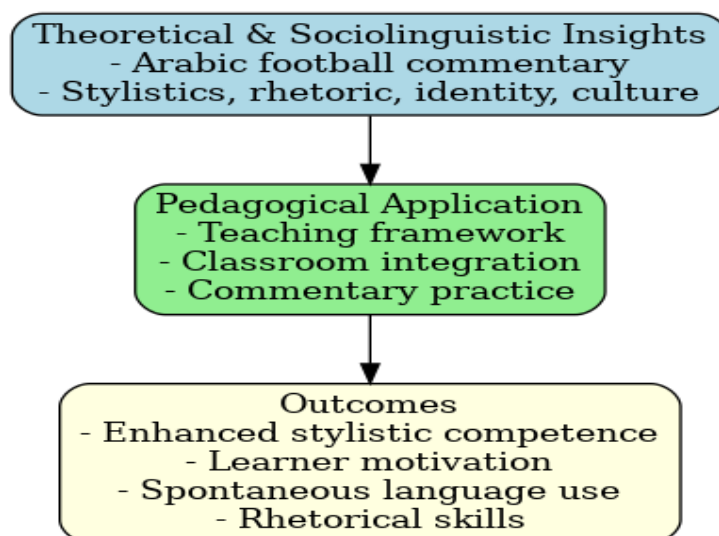 Theoretical & Sociolinguistic Insights
- Arabic football commentary
- Stylistics, rhetoric, identity, culture
Pedagogical Application
- Teaching framework
- Classroom integration
- Commentary practice
Outcomes
- Enhanced stylistic competence
- Learner motivation
- Spontaneous language use
- Rhetorical skills